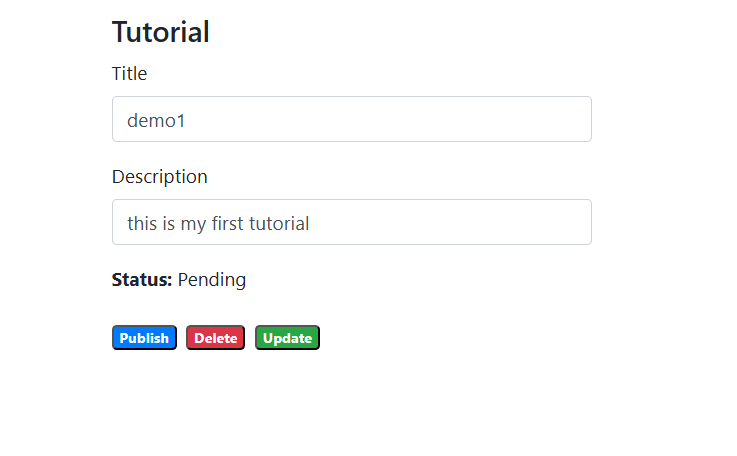 Tutorial
Title
demo1
Description
this is my first tutorial
Status: Pending
Publish Delete Update